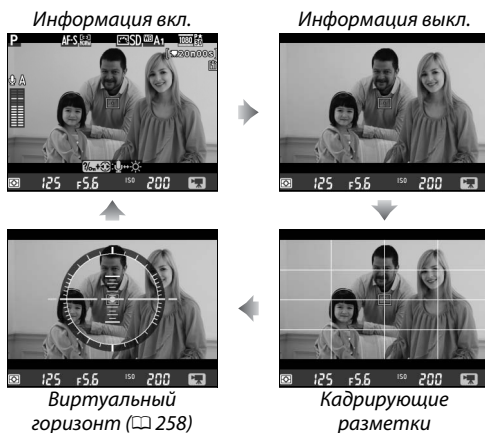 Информация вкл.
Информация выкл.
P AF-S NORM SD A1 1080
[20m00s]
A
125 F5.6 ISO 200
125 F5.6 ISO 200
125 F5.6 ISO 200
125 F5.6 ISO 200
Виртуальный
горизонт (258)
Кадрирующие
разметки